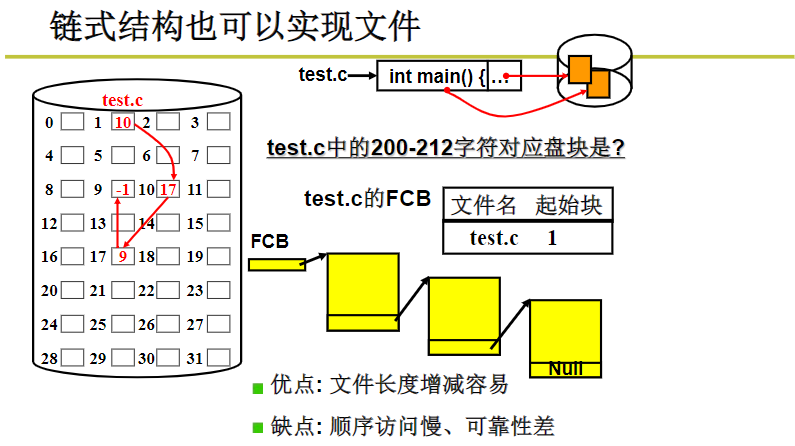 链式结构也可以实现文件
test.c
int main() { ...
test.c
0 1 10 2 3
4 5 6 7
8 9 -1 10 17 11
12 13 14 15
16 17 9 18 19
20 21 22 23
24 25 26 27
28 29 30 31
test.c中的200-212字符对应盘块是?
test.c的FCB
文件名 起始块
test.c 1
FCB
Null
优点: 文件长度增减容易
缺点: 顺序访问慢、可靠性差